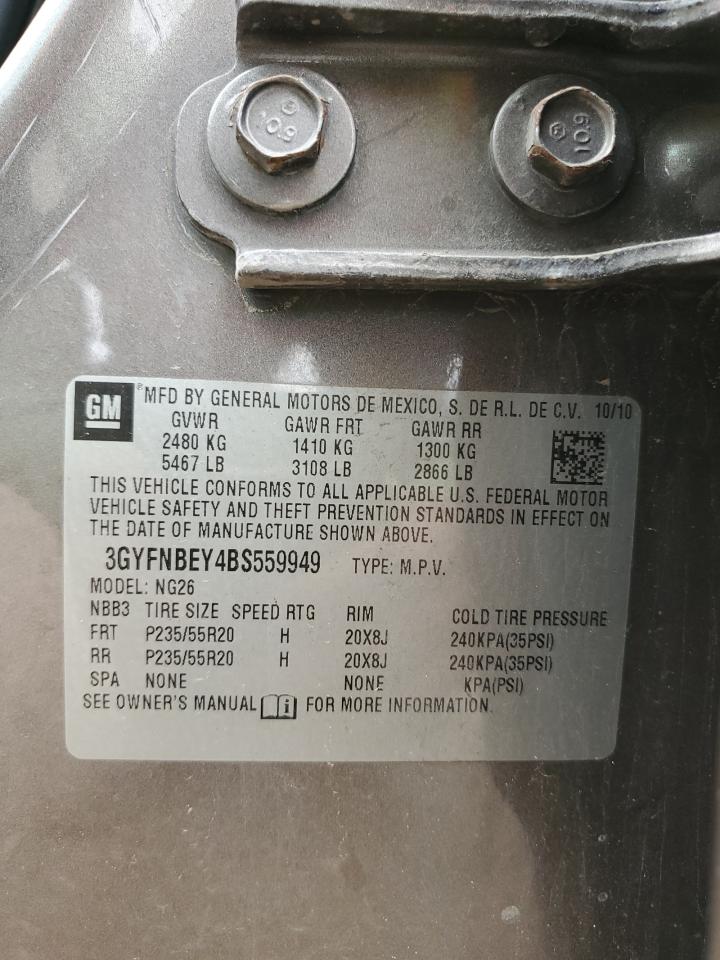 10.9
10.9
GM
® MFD BY GENERAL MOTORS DE MEXICO, S. DE R.L. DE C.V. 10/10
GVWR GAWR FRT GAWR RR
2480 KG 1410 KG 1300 KG
5467 LB 3108 LB 2866 LB
THIS VEHICLE CONFORMS TO ALL APPLICABLE U.S. FEDERAL MOTOR
VEHICLE SAFETY AND THEFT PREVENTION STANDARDS IN EFFECT ON
THE DATE OF MANUFACTURE SHOWN ABOVE.
3GYFNBEY4BS559949 TYPE: M.P.V.
MODEL: NG26
NBB3 TIRE SIZE SPEED RTG RIM COLD TIRE PRESSURE
FRT P235/55R20 H 20X8J 240KPA(35PSI)
RR P235/55R20 H 20X8J 240KPA(35PSI)
SPA NONE NONE KPA(PSI)
SEE OWNER'S MANUAL i FOR MORE INFORMATION.